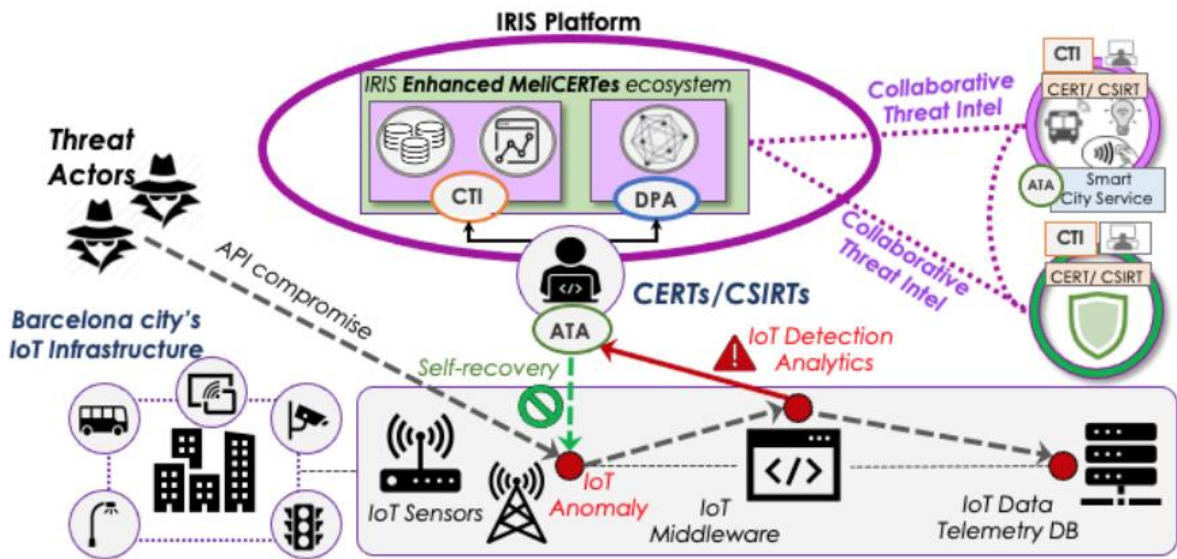 IRIS Platform
IRIS Enhanced MeliCERTes ecosystem
CTI
DPA
Threat
Actors
API compromise
Collaborative
Threat Intel
Collaborative
Threat Intel
CTI
CERT/ CSIRT
ATA
Smart
City Service
CTI
CERT/ CSIRT
CERTs/CSIRTs
ATA
Barcelona city's
IoT Infrastructure
Self-recovery
IoT Detection
Analytics
IoT Sensors
IoT
Anomaly
IoT
Middleware
IoT Data
Telemetry DB